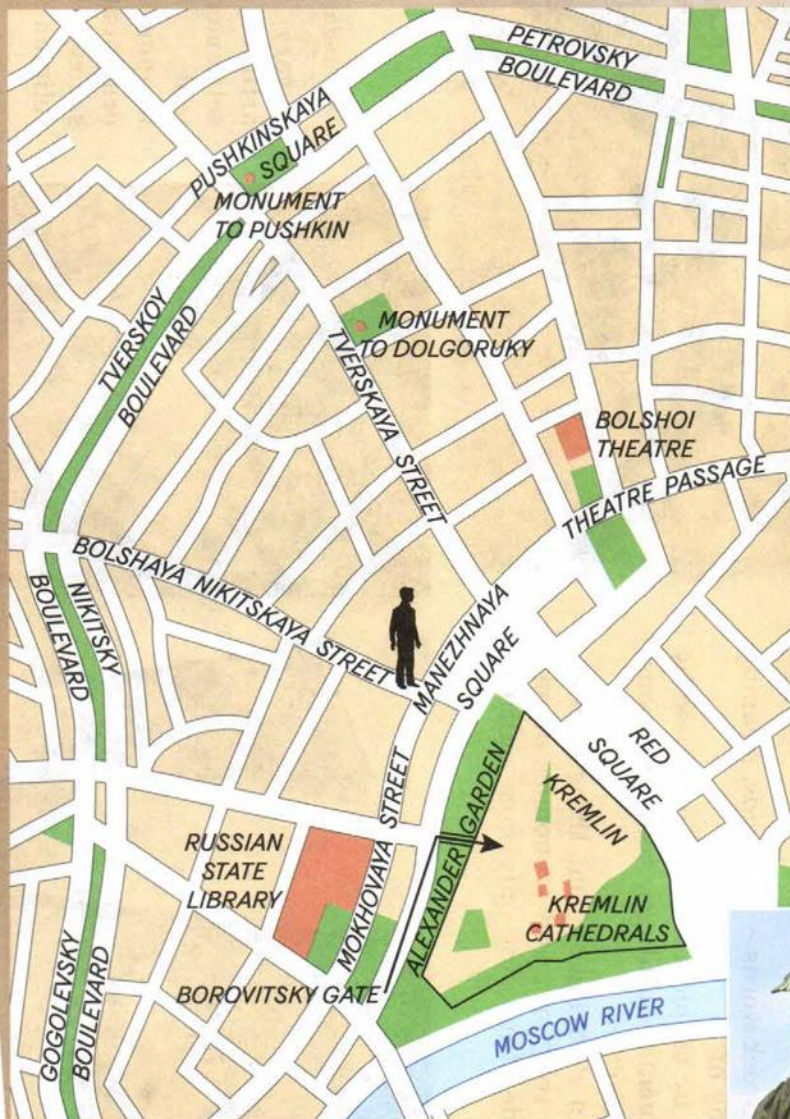 PETROVSKY
BOULEVARD
PUSHKINSKAYA
SQUARE
MONUMENT
TO PUSHKIN
TVERSKOY
BOULEVARD
MONUMENT
TO DOLGORUKY
TVERSKAYA STREET
BOLSHOI
THEATRE
THEATRE PASSAGE
BOLSHAYA NIKITSKAYA STREET
NIKITSKY
BOULEVARD
MANEZHNAYA
SQUARE
RED
SQUARE
MOKHOVAYA STREET
ALEXANDER GARDEN
KREMLIN
RUSSIAN
STATE
LIBRARY
KREMLIN
CATHEDRALS
BOROVITSKY GATE
GOGOLEVSKY
BOULEVARD
MOSCOW RIVER